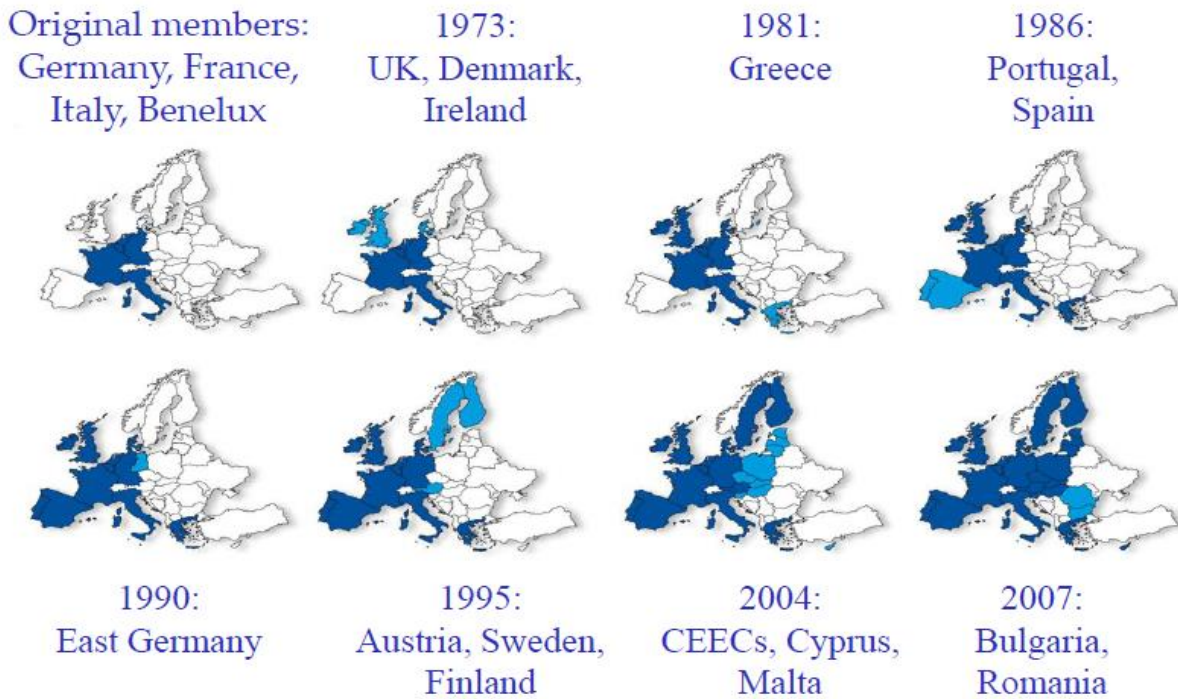 Original members:
Germany, France,
Italy, Benelux
1973:
UK, Denmark,
Ireland
1981:
Greece
1986:
Portugal,
Spain
1990:
East Germany
1995:
Austria, Sweden,
Finland
2004:
CEECs, Cyprus,
Malta
2007:
Bulgaria,
Romania